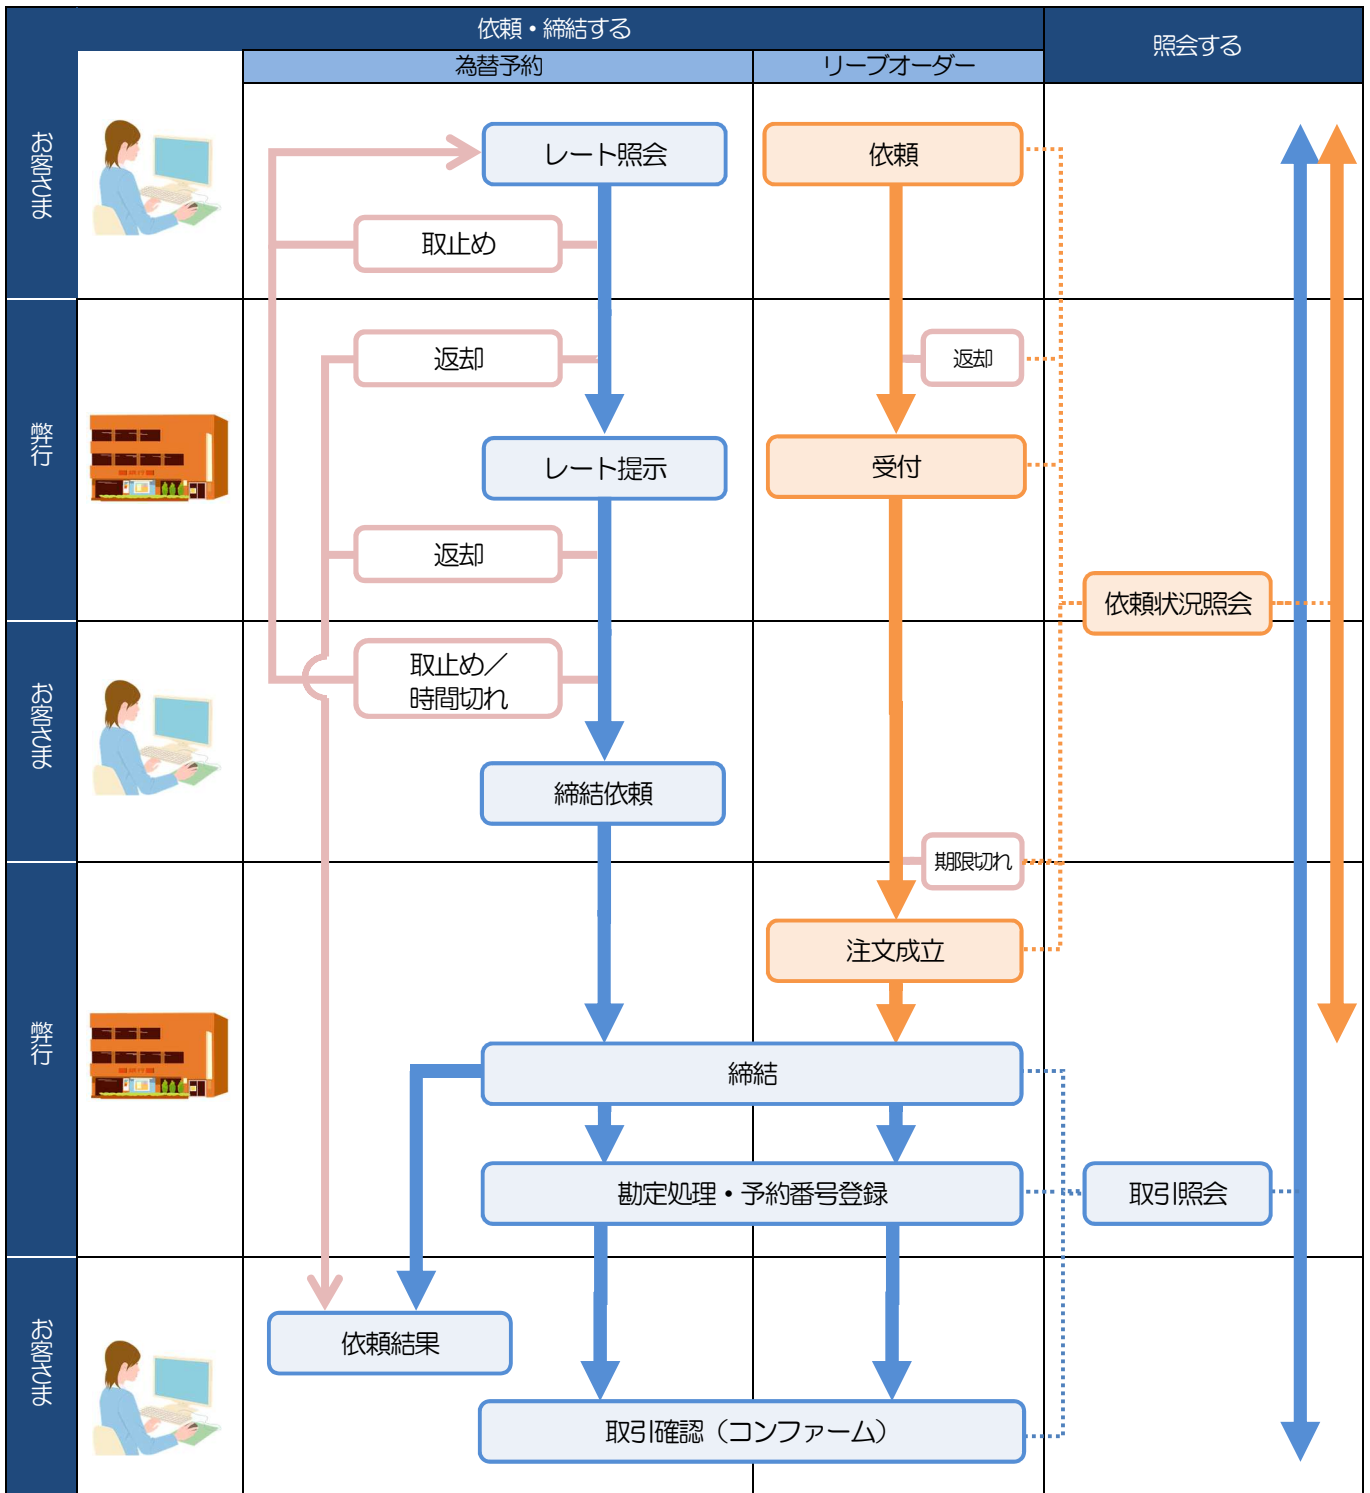 依頼・締結する
照会する
為替予約
リーブオーダー
お客さま
レート照会
依頼
取止め
弊行
返却
返却
レート提示
受付
返却
依頼状況照会
お客さま
取止め／
時間切れ
締結依頼
期限切れ
弊行
注文成立
締結
勘定処理・予約番号登録
取引照会
お客さま
依頼結果
取引確認（コンファーム）